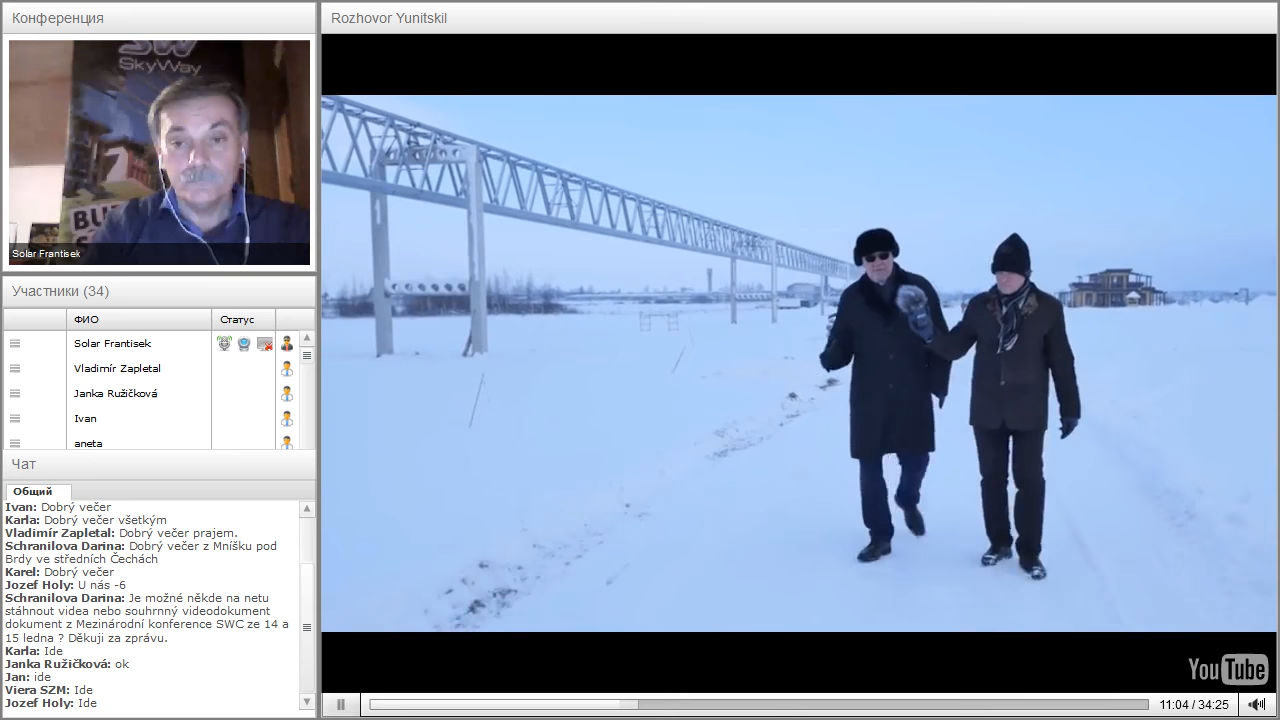 Конференция
SW
SkyWay
Solar Frantisek
Участники (34)
ФИО Статус
Solar Frantisek
Vladimír Zapletal
Janka Ružičková
Ivan
aneta
Чат
Общий
Ivan: Dobrý večer
Karla: Dobrý večer všetkým
Vladimír Zapletal: Dobrý večer prajem.
Schranilova Darina: Dobrý večer z Mníšku pod
Brdy ve středních Čechách
Karel: Dobrý večer
Jozef Holy: U nás -6
Schranilova Darina: Je možné někde na netu
stáhnout videa nebo souhrnný videodokument
dokument z Mezinárodní konference SWC ze 14 a
15 ledna ? Děkuji za zprávu.
Karla: Ide
Janka Ružičková: ok
Jan: ide
Viera SZM: Ide
Jozef Holy: Ide
Rozhovor Yunitskil
YouTube
11:04 / 34:25